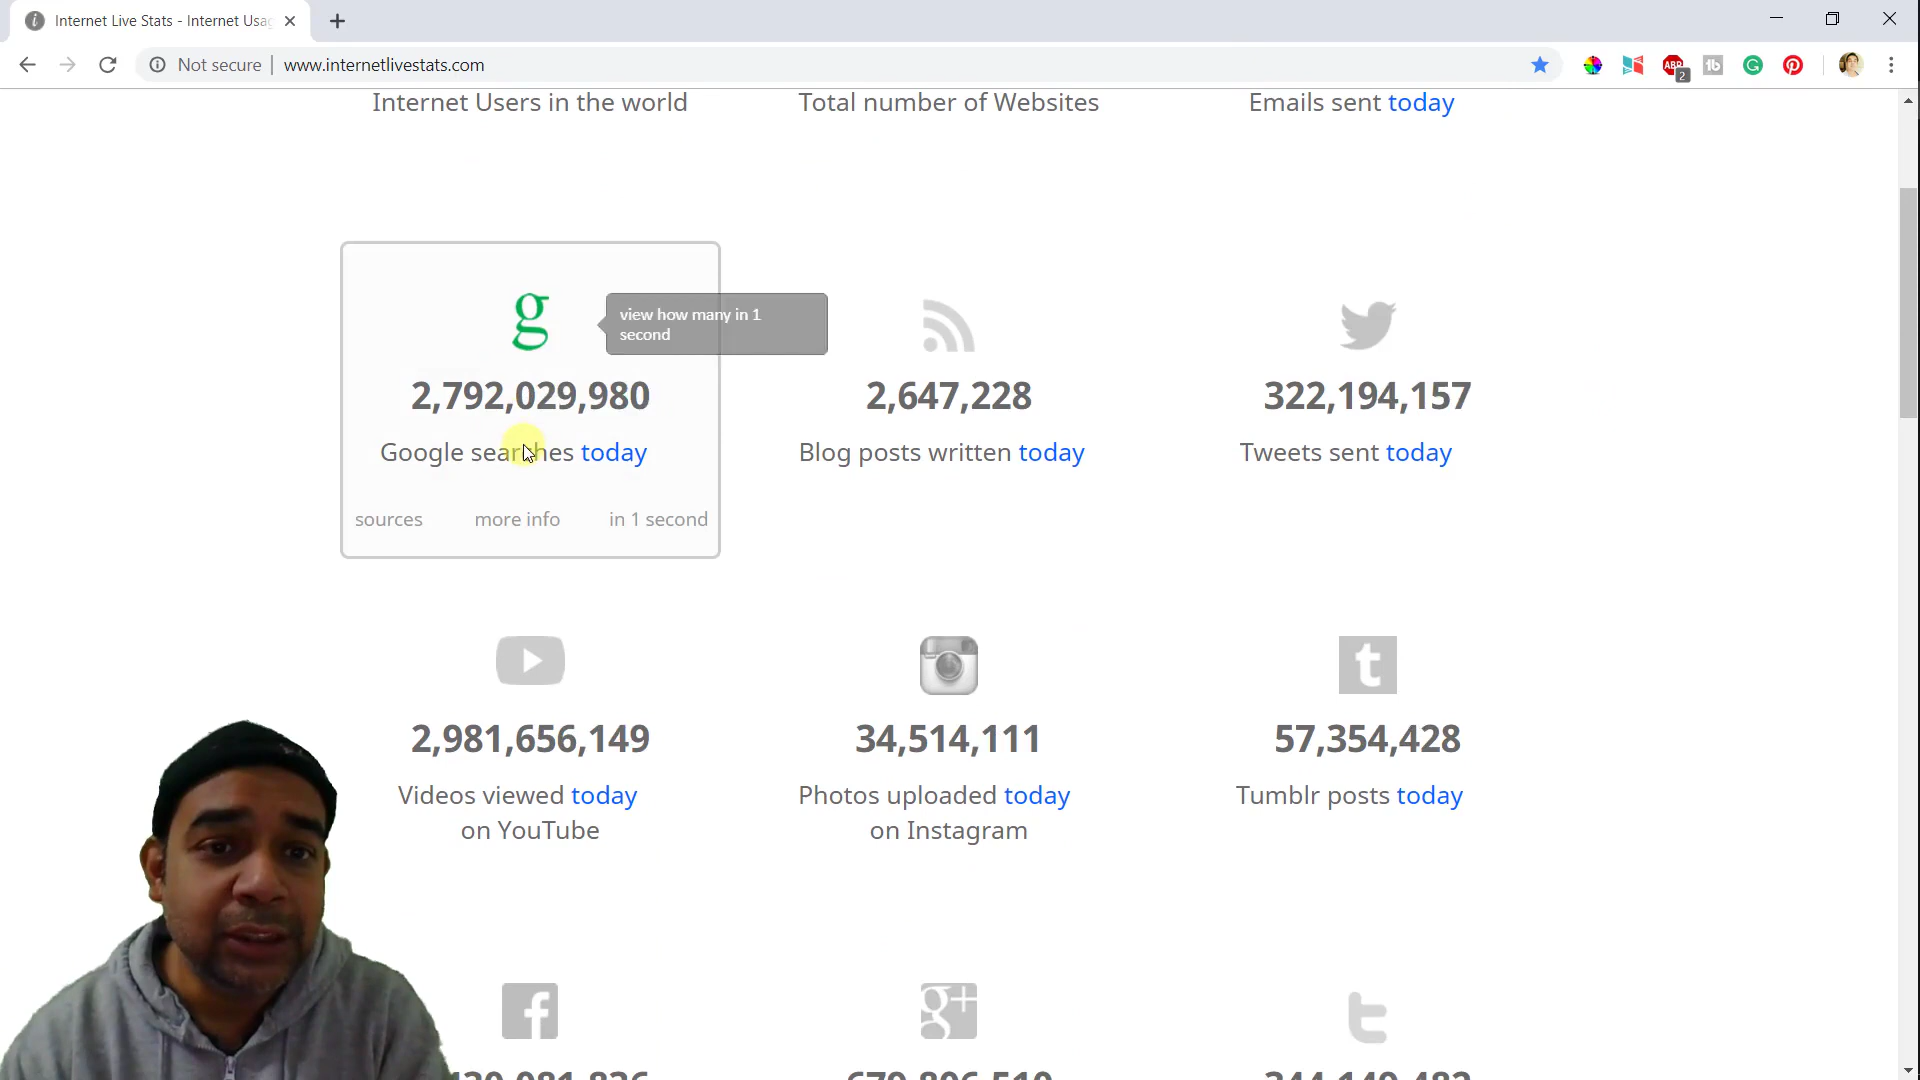 Internet Live Stats - Internet Usag
Not secure
www.internetlivestats.com
ABP
2
Internet Users in the world
Total number of Websites
Emails sent today
view how many in 1
second
2,792,029,980
Google searches today
sources
more info
in 1 second
2,647,228
Blog posts written today
322,194,157
Tweets sent today
2,981,656,149
Videos viewed today
on YouTube
34,514,111
Photos uploaded today
on Instagram
57,354,428
Tumblr posts today